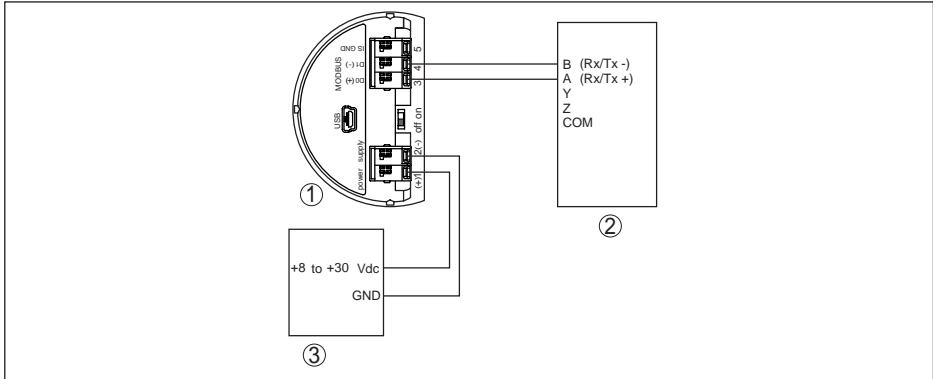 IS GND
D1 (-)
D0 (+)
MODBUS
USB
power supply
5
4
3
off on
2(-)
(+)1
1
B (Rx/Tx -)
A (Rx/Tx +)
Y
Z
COM
2
+8 to +30 Vdc
GND
3